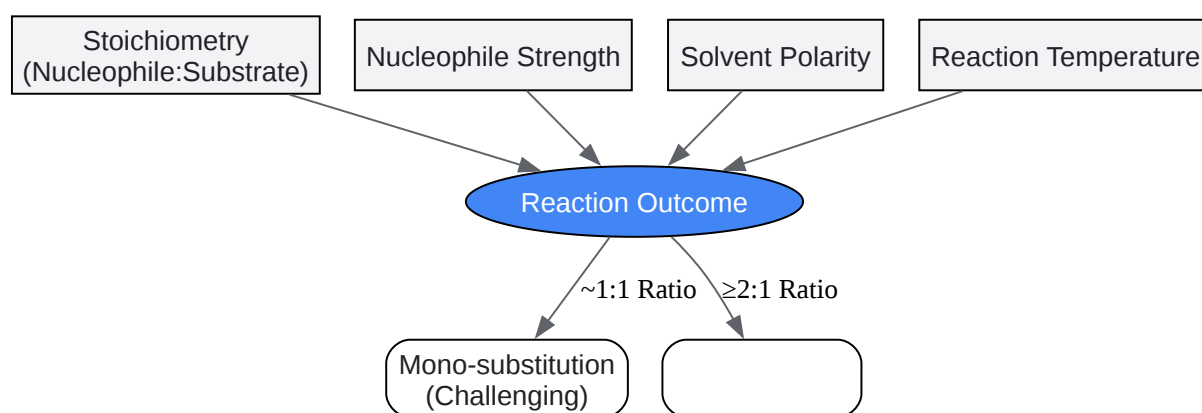 Stoichiometry
(Nucleophile:Substrate)
Nucleophile Strength
Solvent Polarity
Reaction Temperature
Reaction Outcome
~1:1 Ratio
≥2:1 Ratio
Mono-substitution
(Challenging)